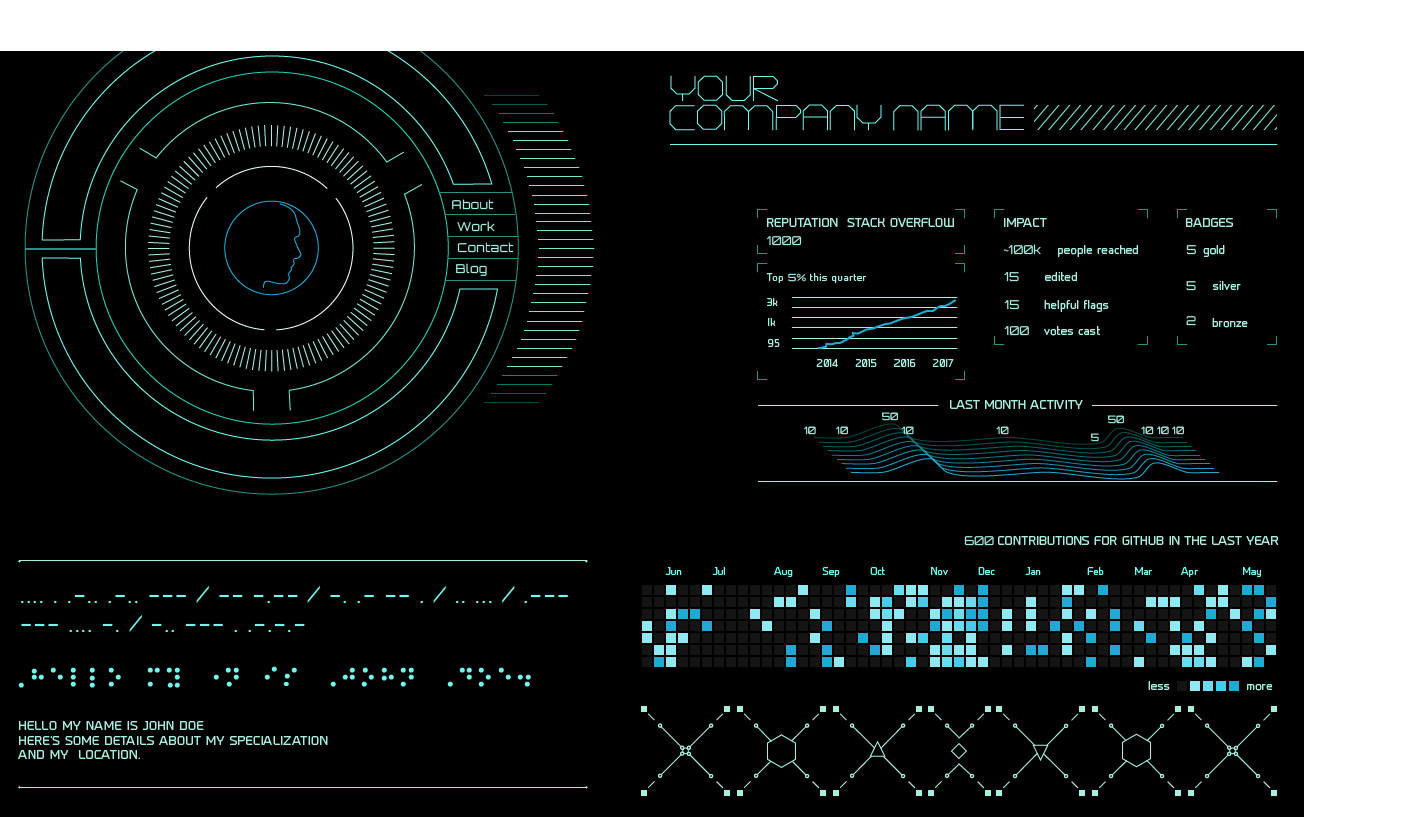 YOUR
COMPANY NAME
About
Work
Contact
Blog
REPUTATION STACK OVERFLOW
1000
Top 5% this quarter
3k
1k
95
2014 2015 2016 2017
IMPACT
~100k people reached
15 edited
15 helpful flags
100 votes cast
BADGES
5 gold
5 silver
2 bronze
LAST MONTH ACTIVITY
10 10 50 10 10 5 50 10 10 10
600 CONTRIBUTIONS FOR GITHUB IN THE LAST YEAR
Jun Jul Aug Sep Oct Nov Dec Jan Feb Mar Apr May
less more
HELLO MY NAME IS JOHN DOE
HERE'S SOME DETAILS ABOUT MY SPECIALIZATION
AND MY LOCATION.